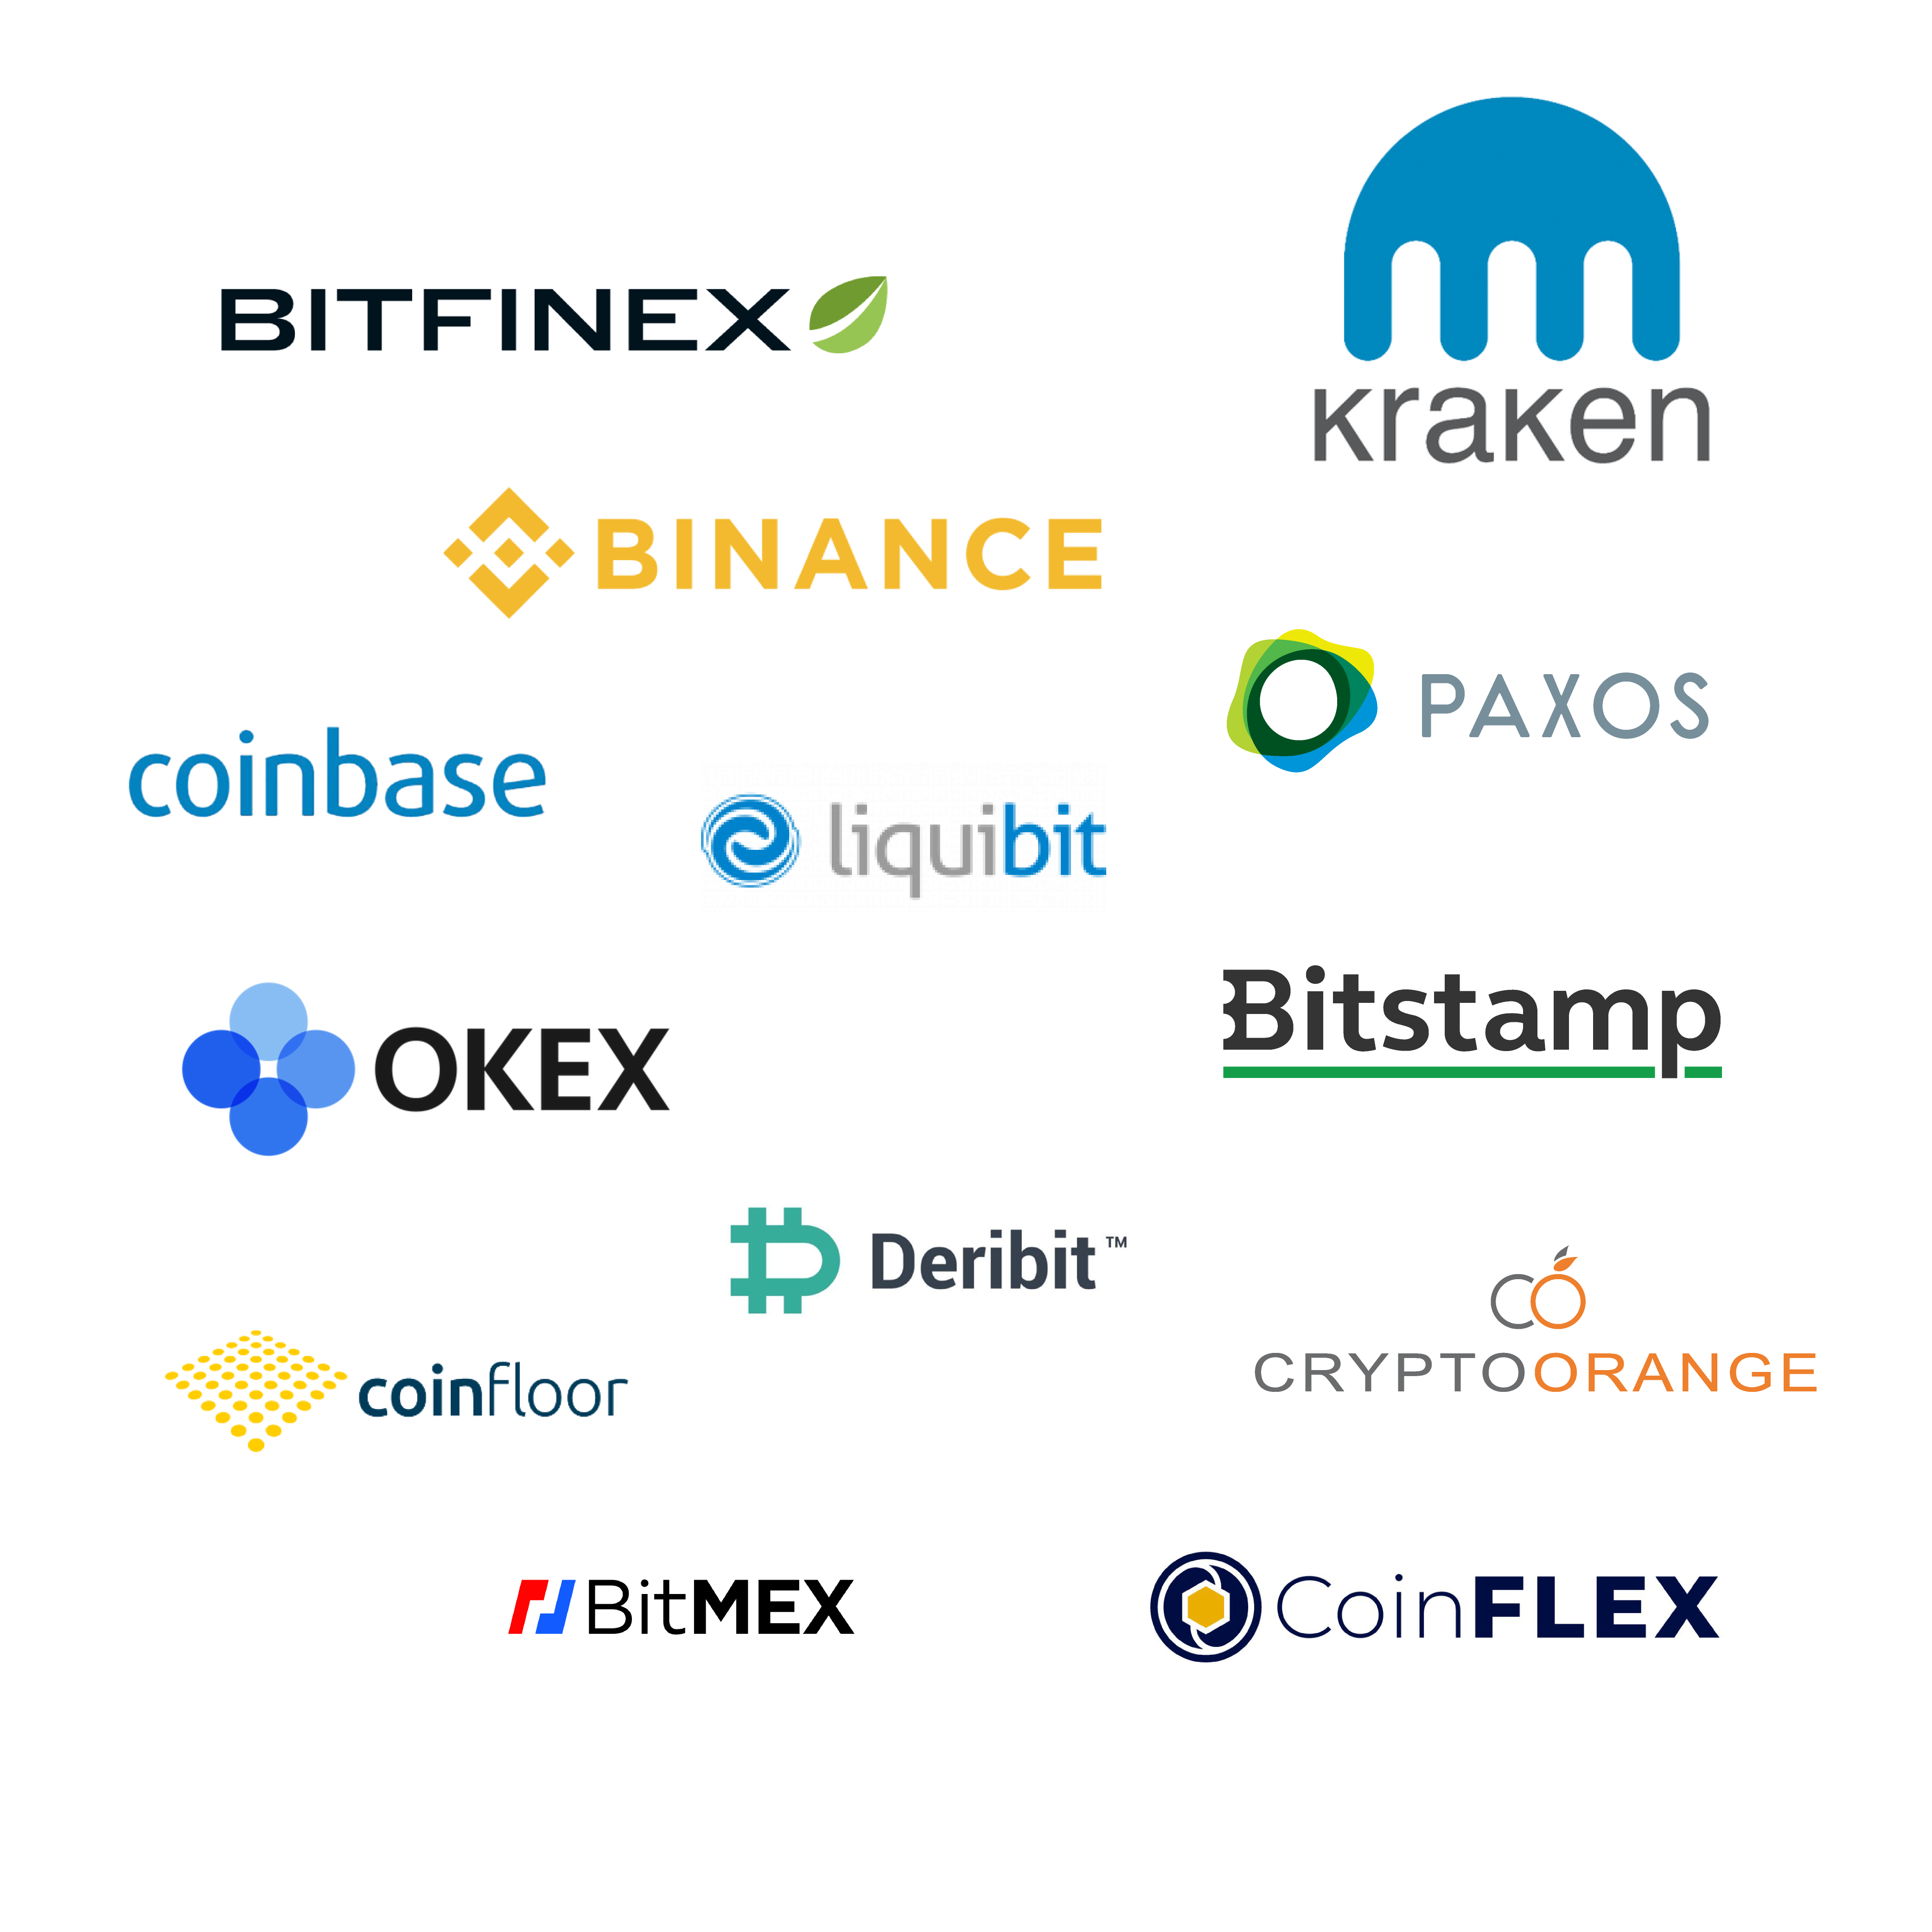 BITFINEX
kraken
BINANCE
PAXOS
coinbase
liquibit
Bitstamp
OKEX
Deribit™
CO
CRYPTOORANGE
coinfloor
BitMEX
CoinFLEX